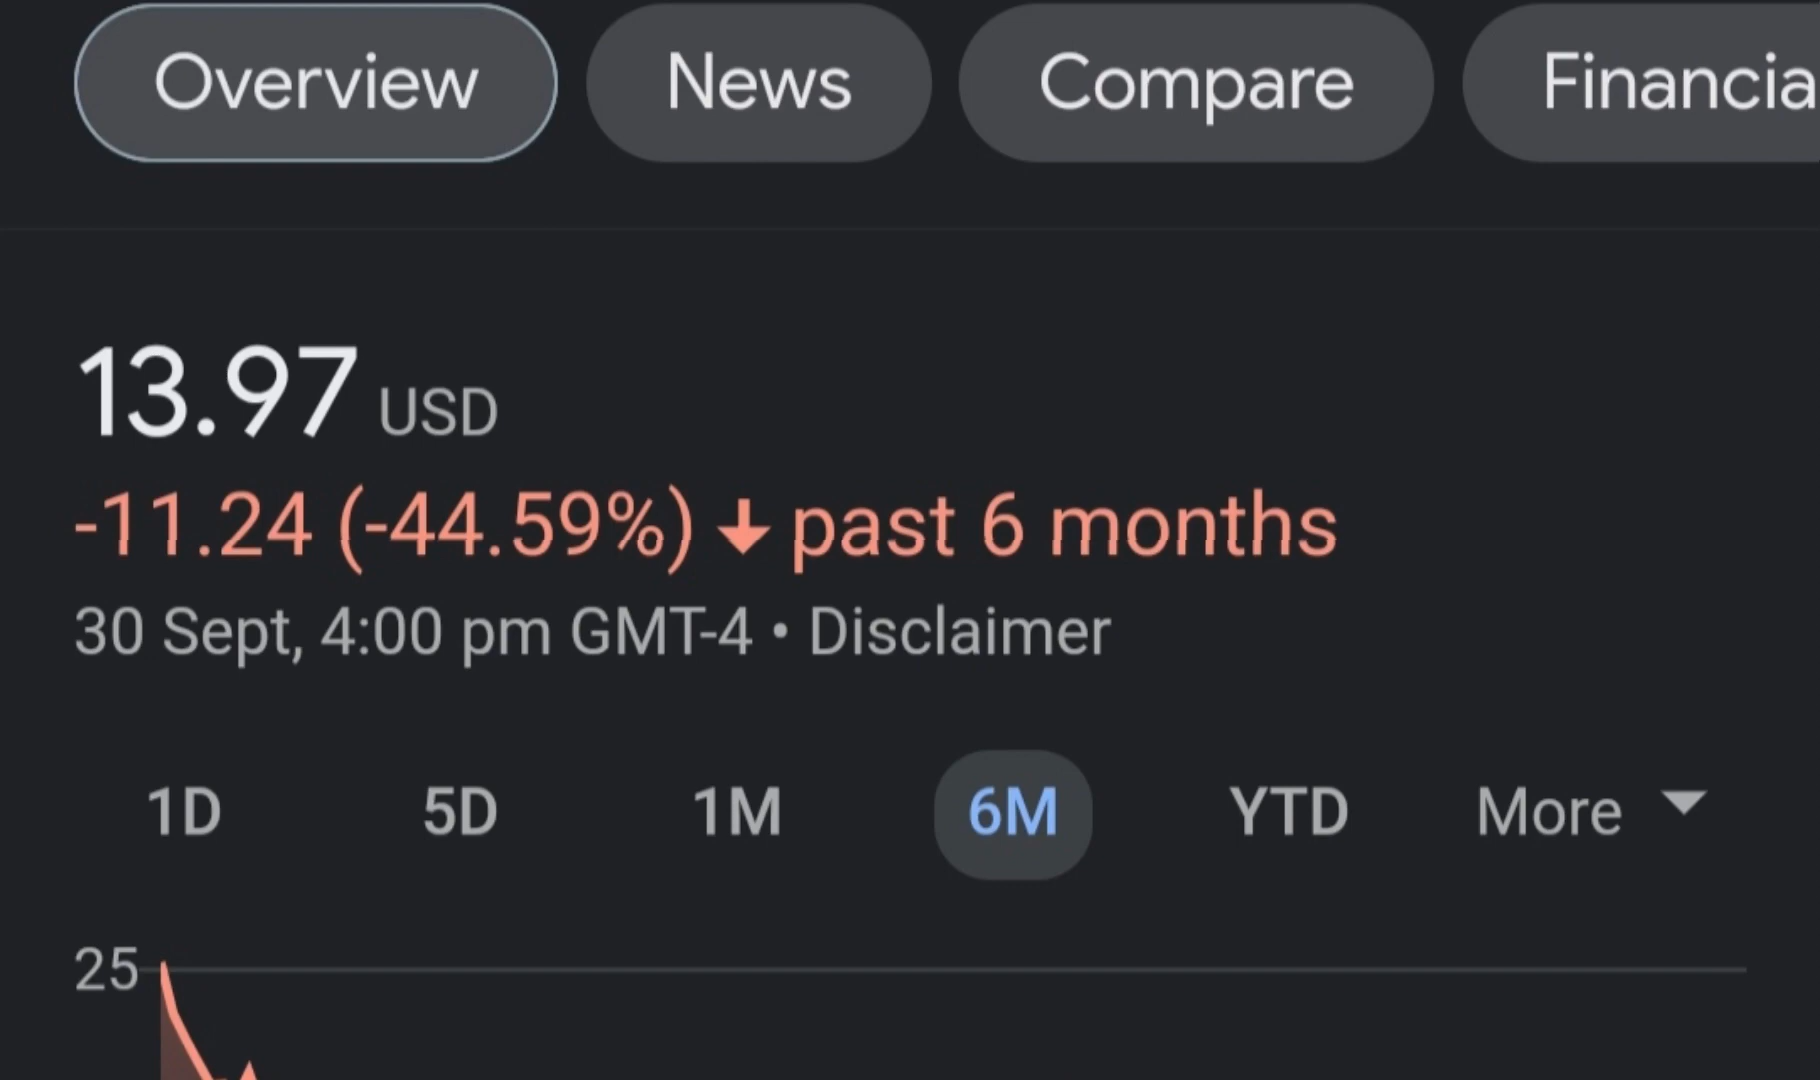 Overview News Compare Financia
13.97 USD
-11.24 (-44.59%) ↓ past 6 months
30 Sept, 4:00 pm GMT-4 • Disclaimer
1D 5D 1M 6M YTD More
25